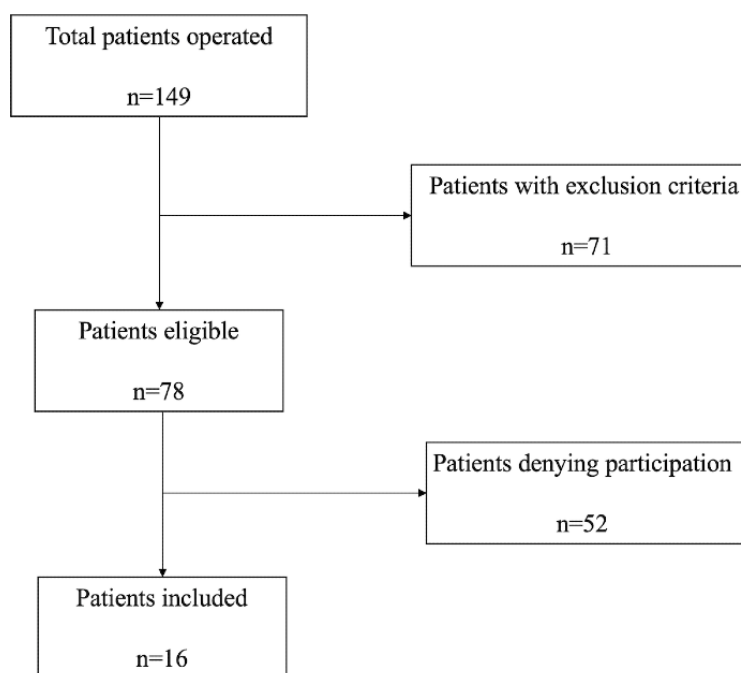 Total patients operated
n=149
Patients with exclusion criteria
n=71
Patients eligible
n=78
Patients denying participation
n=52
Patients included
n=16